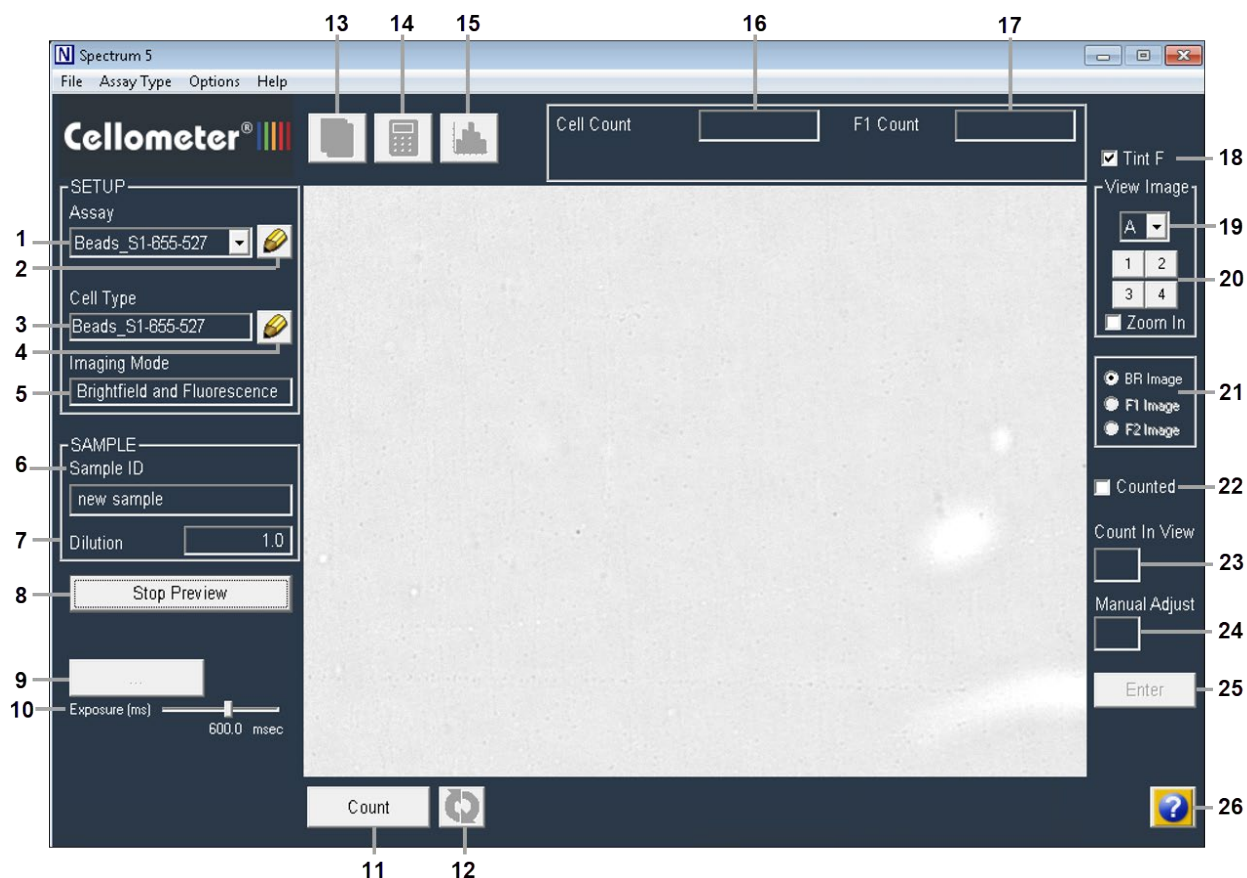 13 14 15 16 17
Spectrum 5
File Assay Type Options Help
Cellometer®
Cell Count F1 Count
Tint F 18
SETUP
View Image
Assay
1 Beads_S1-655-527
2
A 19
1 2
3 4
20
Zoom In
Cell Type
3 Beads_S1-655-527
4
Imaging Mode
5 Brightfield and Fluorescence
BR Image
F1 Image
F2 Image
21
SAMPLE
6 Sample ID
new sample
7 Dilution 1.0
Counted 22
Count In View
23
8 Stop Preview
Manual Adjust
24
9 ...
Enter 25
10 Exposure (ms)
600.0 msec
Count
? 26
11 12